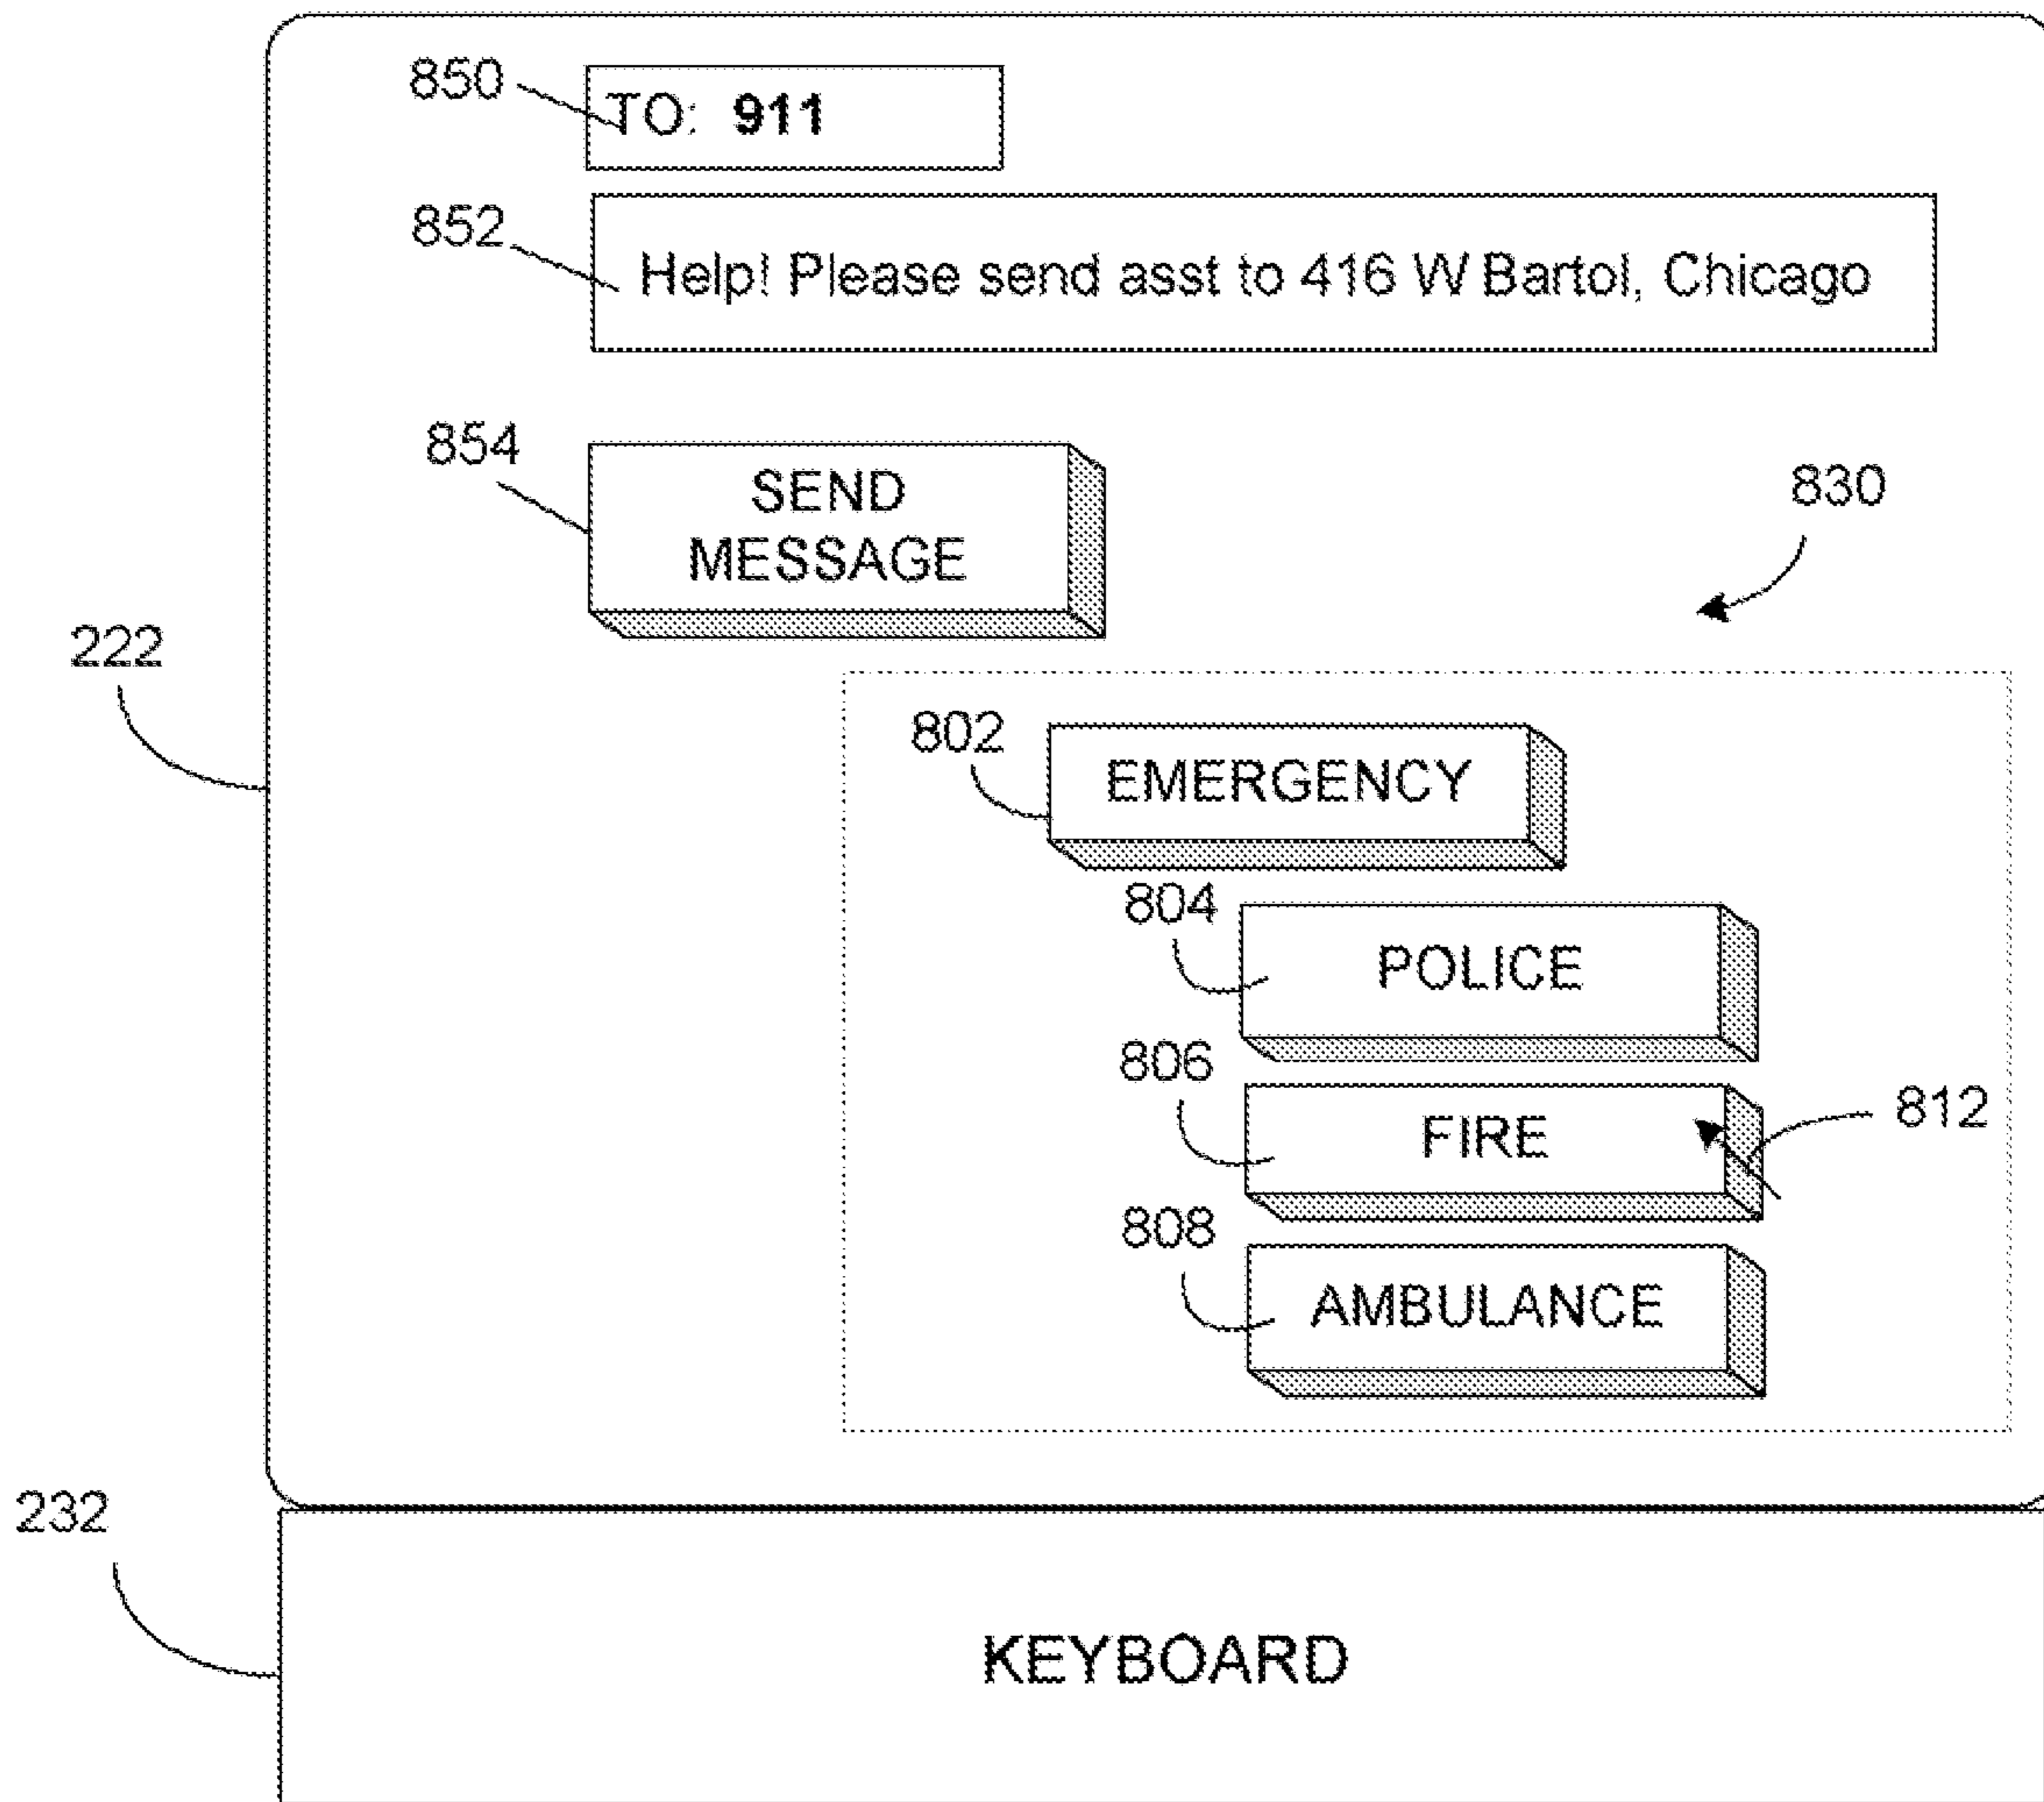 850
TO: 911
852
Help! Please send asst to 416 W Bartol, Chicago
854
SEND
MESSAGE
830
222
802
EMERGENCY
804
POLICE
806
FIRE
812
808
AMBULANCE
232
KEYBOARD